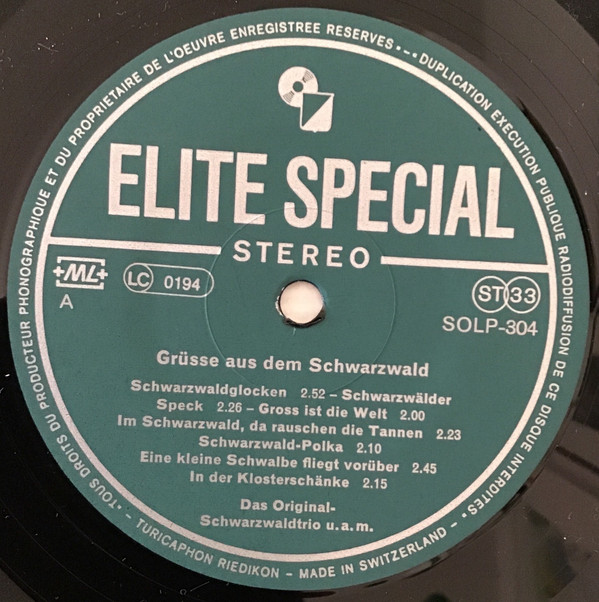 TOUS DROITS DU PRODUCTEUR PHONOGRAPHIQUE ET DU PROPRIETAIRE DE L'OEUVRE ENREGISTREE RESERVES - DUPLICATION EXECUTION PUBLIQUE RADIODIFFUSION DE CE DISQUE INTERDITES
ELITE SPECIAL
STEREO
ML
LC 0194
ST 33
A
SOLP-304
Grüsse aus dem Schwarzwald
Schwarzwaldglocken 2.52 – Schwarzwälder
Speck 2.26 – Gross ist die Welt 2.00
Im Schwarzwald, da rauschen die Tannen 2.23
Schwarzwald-Polka 2.10
Eine kleine Schwalbe fliegt vorüber 2.45
In der Klosterschänke 2.15
Das Original-
Schwarzwaldtrio u.a.m.
TURICAPHON RIEDIKON – MADE IN SWITZERLAND